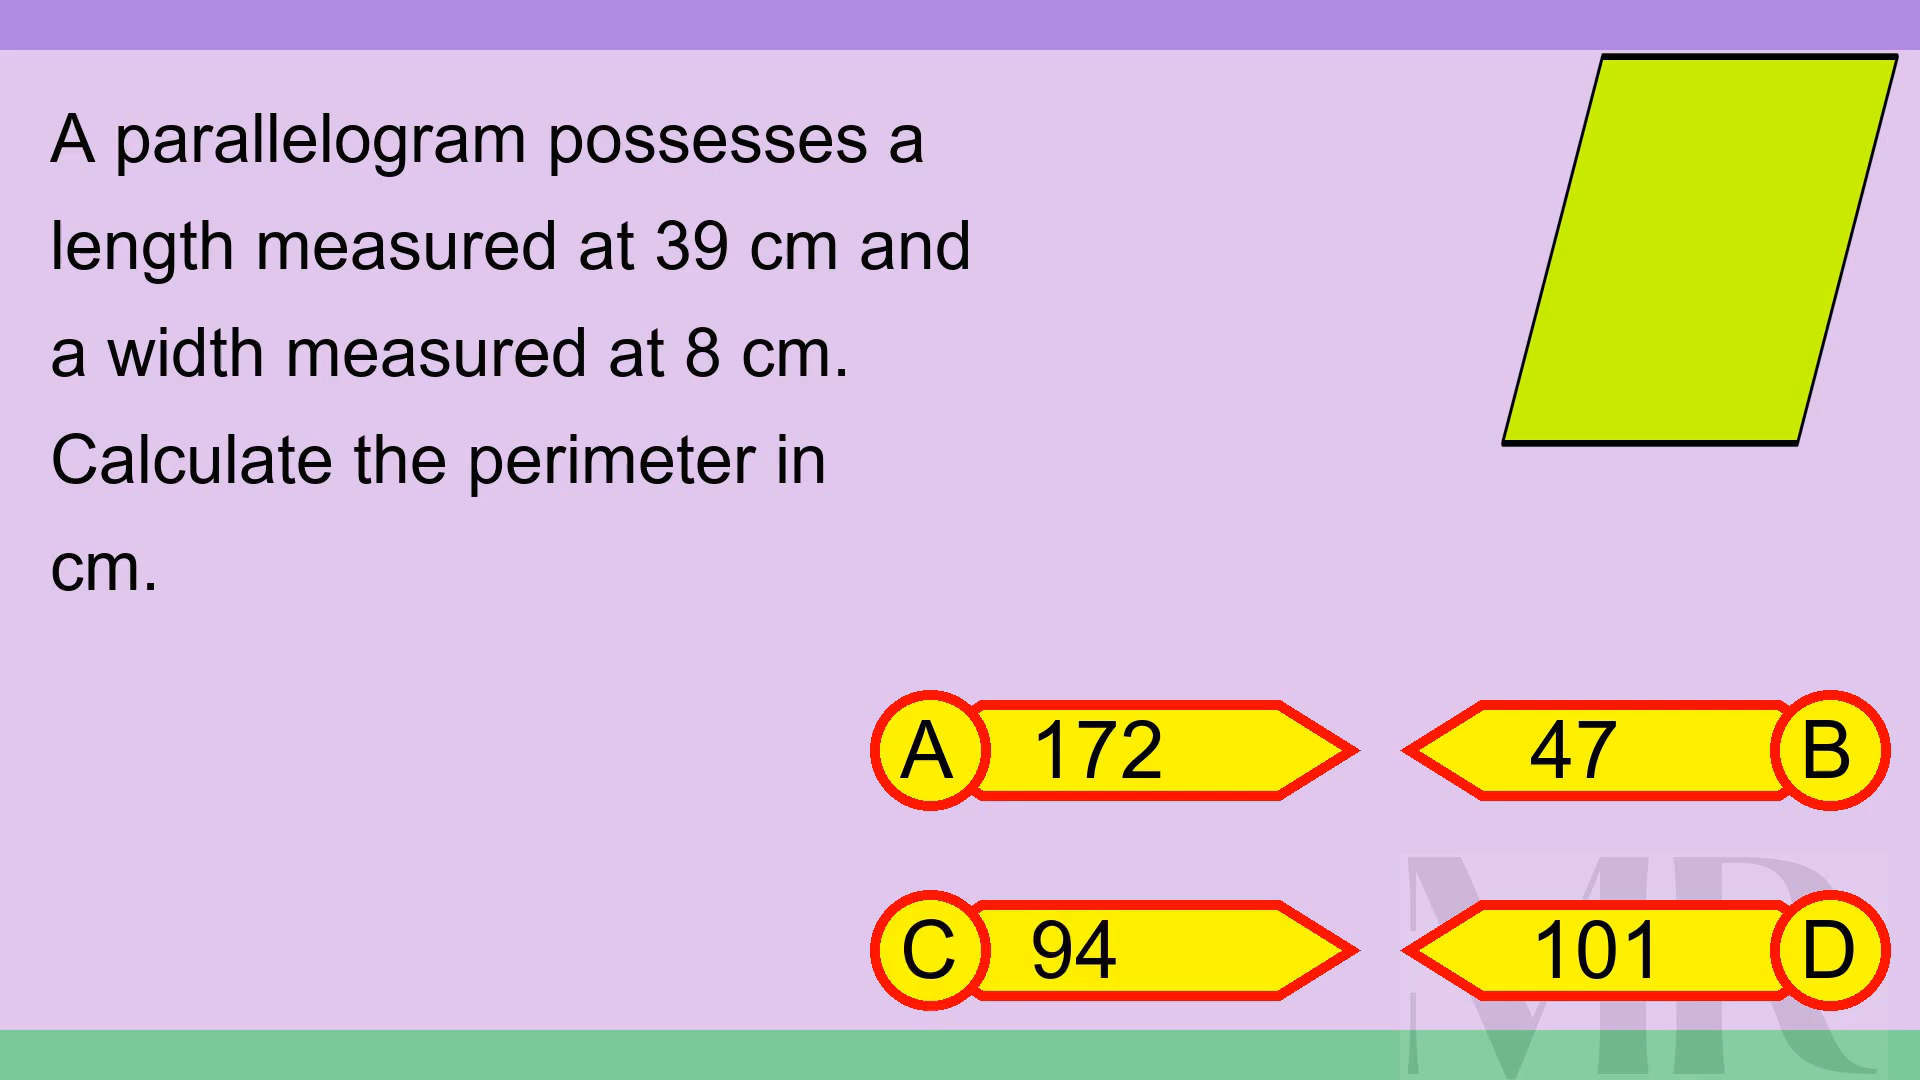 A parallelogram possesses a
length measured at 39 cm and
a width measured at 8 cm.
Calculate the perimeter in
cm.
A 172
47 B
C 94
101 D
MR